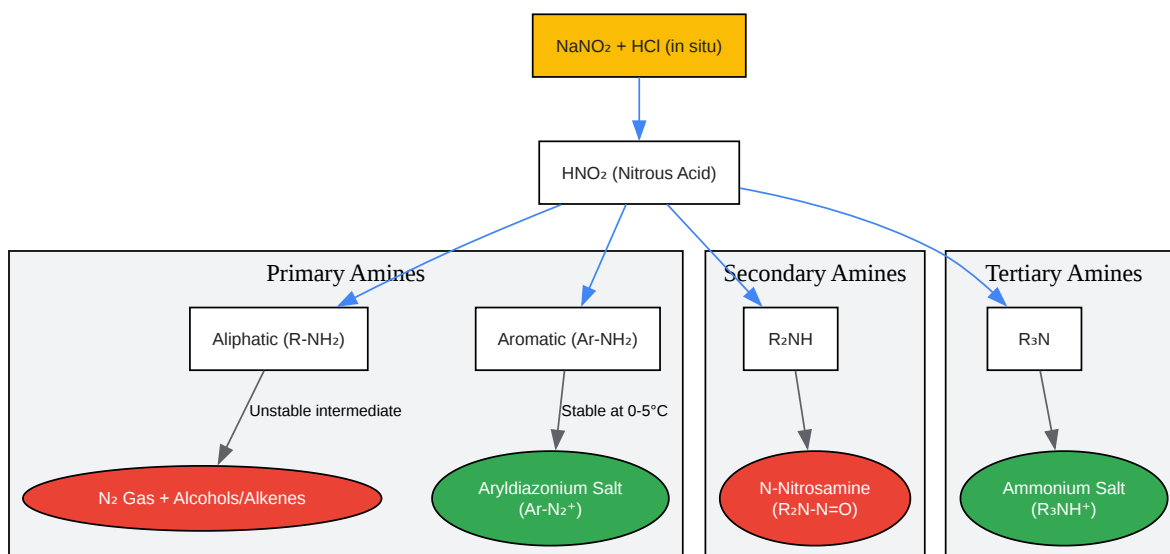 NaNO₂ + HCl (in situ)
HNO₂ (Nitrous Acid)
Primary Amines
Secondary Amines
Tertiary Amines
Aliphatic (R-NH₂)
Aromatic (Ar-NH₂)
R₂NH
R₃N
Unstable intermediate
Stable at 0-5°C
N₂ Gas + Alcohols/Alkenes
Aryldiazonium Salt
(Ar-N₂⁺)
N-Nitrosamine
(R₂N-N=O)
Ammonium Salt
(R₃NH⁺)